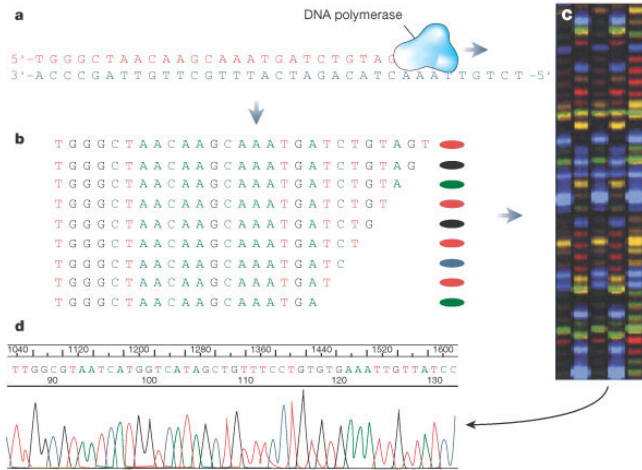 a
DNA polymerase
c
5'-TGGGCTAACAAGCAAATGATCTGTAG
3'-ACCCGATTGTTCGTTTACTAGACATCAAATTGTCT-5'
b
TGGGCTAACAAGCAAATGATCTGTAGT
TGGGCTAACAAGCAAATGATCTGTAG
TGGGCTAACAAGCAAATGATCTGTA
TGGGCTAACAAGCAAATGATCTGT
TGGGCTAACAAGCAAATGATCTG
TGGGCTAACAAGCAAATGATCT
TGGGCTAACAAGCAAATGATC
TGGGCTAACAAGCAAATGAT
TGGGCTAACAAGCAAATGA
d
1040 1120 1200 1280 1360 1440 1520 1600
TTGGCGTAATCATGGTCATAGCTGTTTCCTGTGTGAAATTGTTATCC
90 100 110 120 130